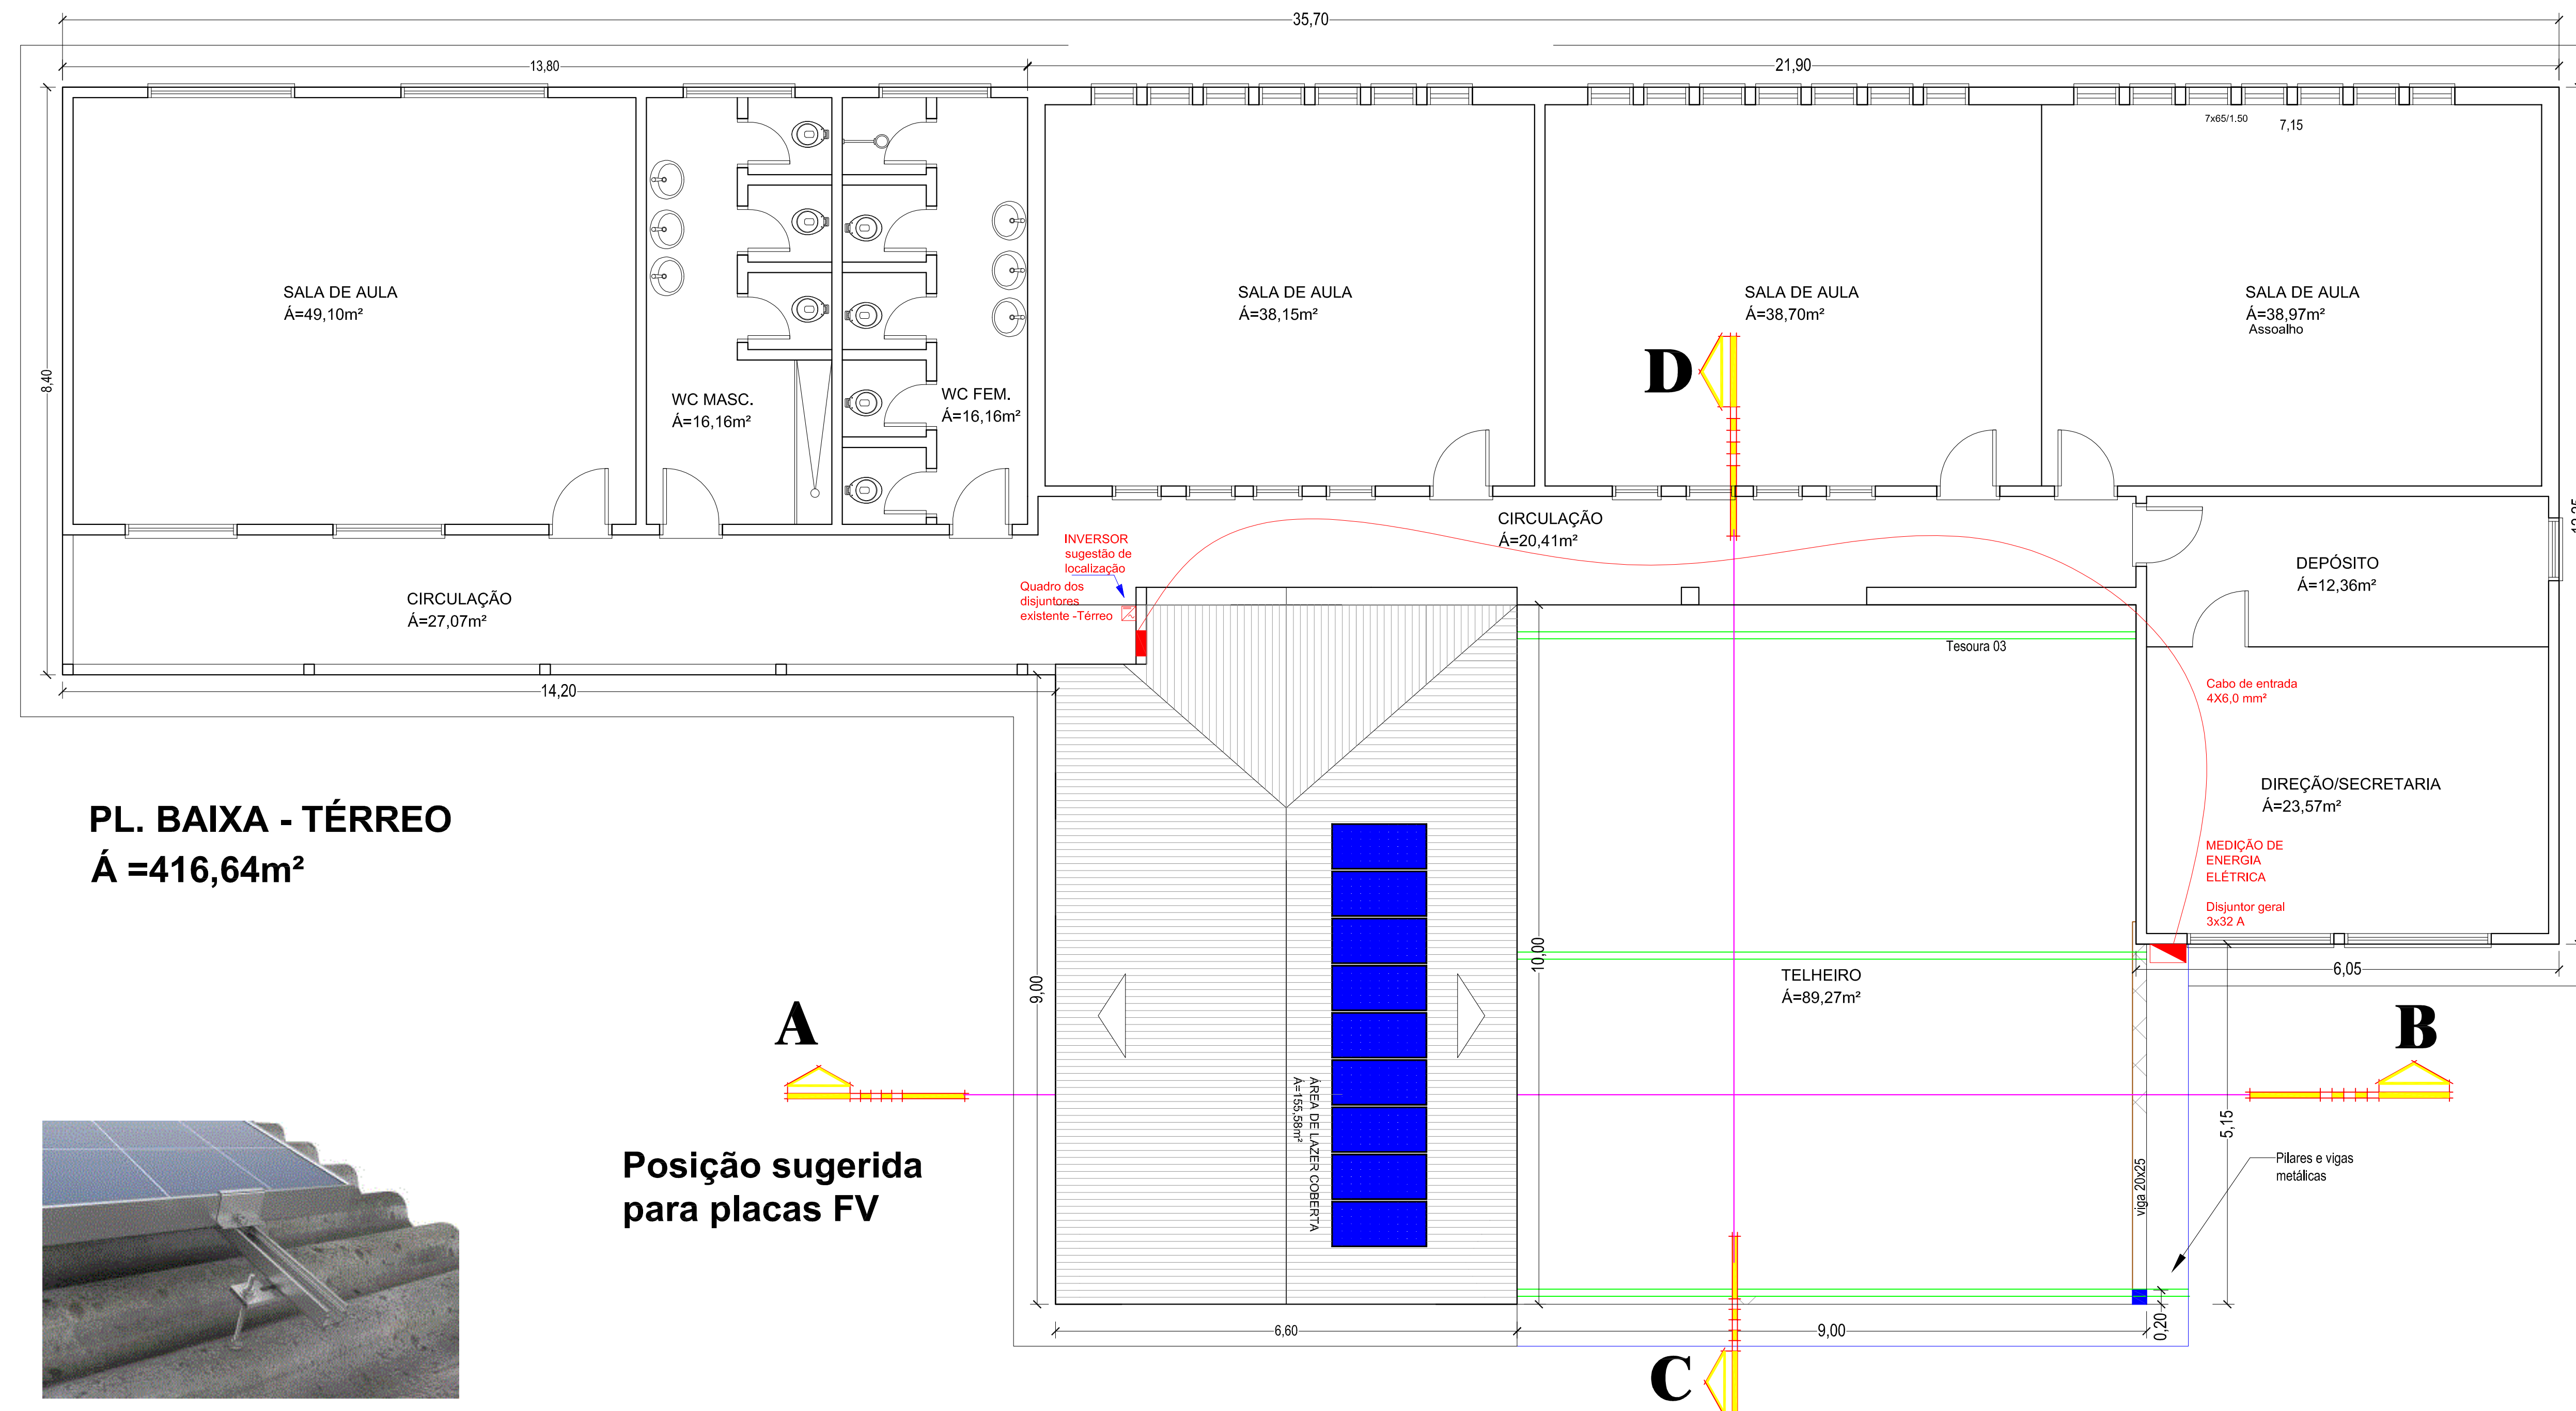 35,70
13,80
21,90
7x65/1.50
7,15
8,40
SALA DE AULA
Á=49,10m²
SALA DE AULA
Á=38,15m²
SALA DE AULA
Á=38,70m²
SALA DE AULA
Á=38,97m²
Assoalho
D
WC MASC.
Á=16,16m²
WC FEM.
Á=16,16m²
CIRCULAÇÃO
Á=20,41m²
INVERSOR
sugestão de
localização
Quadro dos
disjuntores
existente -Térreo
DEPÓSITO
Á=12,36m²
CIRCULAÇÃO
Á=27,07m²
Tesoura 03
14,20
Cabo de entrada
4X6,0 mm²
PL. BAIXA - TÉRREO
Á =416,64m²
DIREÇÃO/SECRETARIA
Á=23,57m²
MEDIÇÃO DE
ENERGIA
ELÉTRICA
Disjuntor geral
3x32 A
9,00
10,00
TELHEIRO
Á=89,27m²
6,05
A
B
ÁREA DE LAZER COBERTA
Á=155,58m²
5,15
Posição sugerida
para placas FV
Pilares e vigas
metálicas
viga 20x25
0,20
6,60
9,00
C